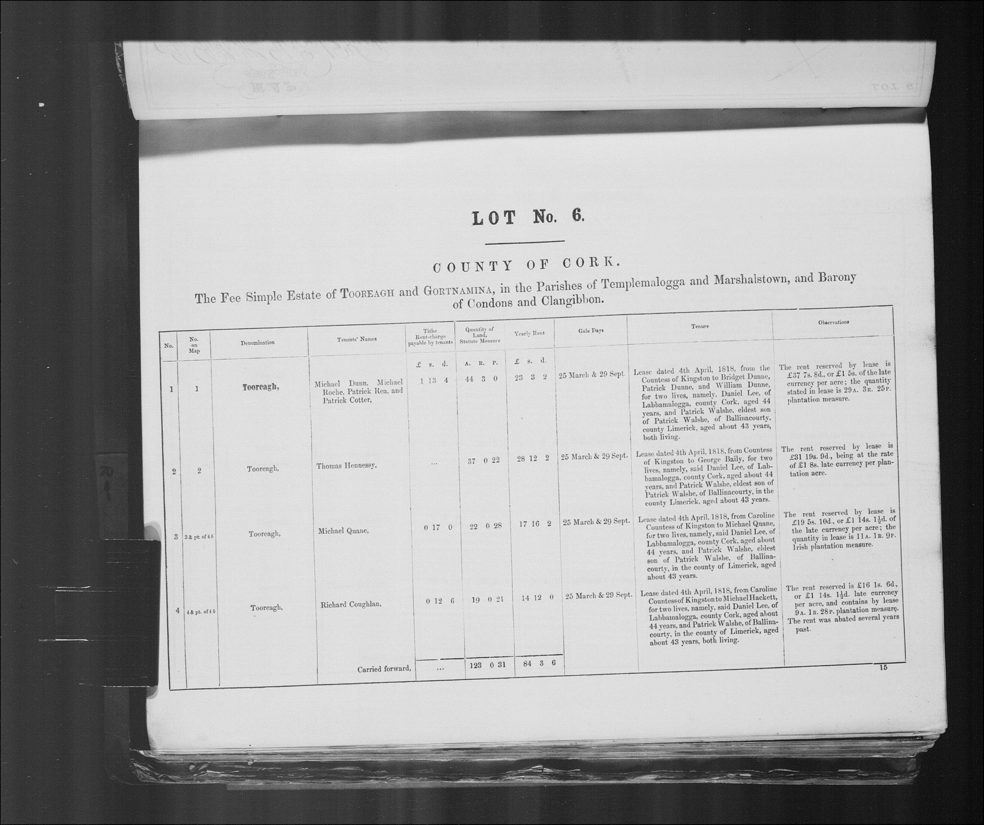 LOT No. 6.
COUNTY OF CORK.
The Fee Simple Estate of TOOREAGH and GORTNAMINA, in the Parishes of Templemalogga and Marshalstown, and Barony
of Condons and Clangibbon.
No. | No. on Map | Denomination | Tenants' Names | Tithe Rent-charge payable by tenants | Quantity of Land, Statute Measure | Yearly Rent | Gale Days | Tenure | Observations
£ s. d. | A. R. P. | £ s. d.
1 | 1 | Tooreagh, | Michael Dunn, Michael | 1 13 4 | 44 3 0 | 23 3 2 | 25 March & 29 Sept.
Roche, Patrick Rea, and
Patrick Cotter,
Lease dated 4th April, 1818, from the
Countess of Kingston to Bridget Dunne,
Patrick Dunne, and William Dunne,
for two lives, namely, Daniel Lee, of
Labbamalogga, county Cork, aged 44
years, and Patrick Walshe, eldest son
of Patrick Walshe, of Ballinacourty,
county Limerick, aged about 43 years,
both living.
The rent reserved by lease is
£37 7s. 8d., or £1 5s. of the late
currency per acre; the quantity
stated in lease is 29A. 3R. 25P.
plantation measure.
2 | 2 | Tooreagh, | Thomas Hennessy, | ... | 37 0 22 | 28 12 2 | 25 March & 29 Sept.
Lease dated 4th April, 1818, from Countess
of Kingston to George Baily, for two
lives, namely, said Daniel Lee, of Lab-
bamalogga, county Cork, aged about 44
years, and Patrick Walshe, eldest son of
Patrick Walshe, of Ballinacourty, in the
county Limerick, aged about 43 years.
The rent reserved by lease is
£31 19s. 9d., being at the rate
of £1 8s. late currency per plan-
tation acre.
3 | 3 & pt. of 4 b | Tooreagh, | Michael Quane, | 0 17 0 | 22 0 28 | 17 16 2 | 25 March & 29 Sept.
Lease dated 4th April, 1818, from Caroline
Countess of Kingston to Michael Quane,
for two lives, namely, said Daniel Lee, of
Labbamalogga, county Cork, aged about
44 years, and Patrick Walshe, eldest
son of Patrick Walshe, of Ballina-
courty, in the county of Limerick, aged
about 43 years.
The rent reserved by lease is
£19 5s. 10d., or £1 14s. 1½d. of
the late currency per acre; the
quantity in lease is 11A. 1R. 9P.
Irish plantation measure.
4 | 4 & pt. of 4 b | Tooreagh, | Richard Coughlan, | 0 12 6 | 19 0 21 | 14 12 0 | 25 March & 29 Sept.
Lease dated 4th April, 1818, from Caroline
Countess of Kingston to Michael Hackett,
for two lives, namely, said Daniel Lee, of
Labbamalogga, county Cork, aged about
44 years, and Patrick Walshe, of Ballina-
courty, in the county of Limerick, aged
about 43 years, both living.
The rent reserved is £16 1s. 6d.,
or £1 14s. 1½d. late currency
per acre, and contains by lease
9A. 1R. 28P. plantation measure.
The rent was abated several years
past.
Carried forward, | ... | 123 0 31 | 84 3 6
15